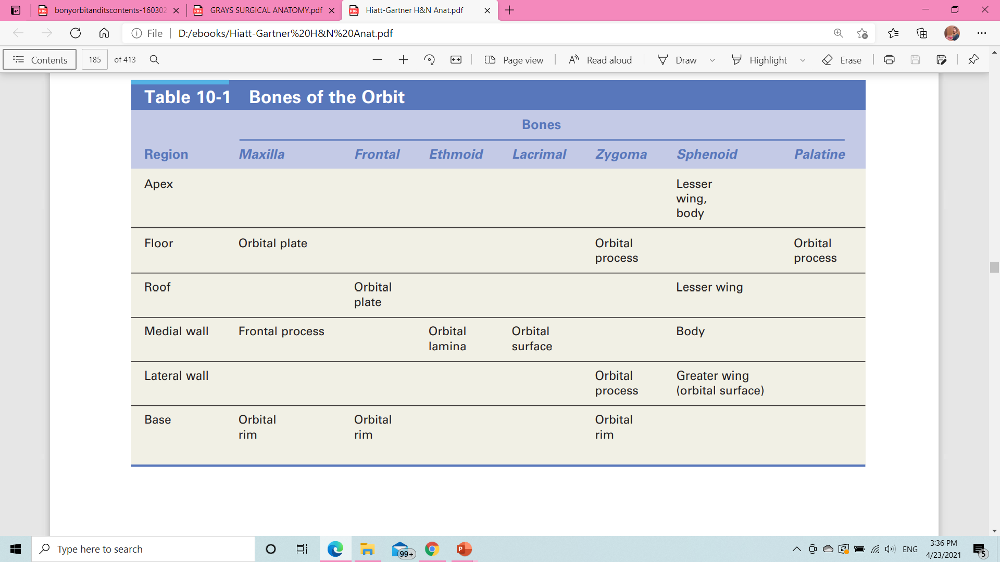 bonyorbitanditscontents-160302
GRAYS SURGICAL ANATOMY.pdf
Hiatt-Gartner H&N Anat.pdf
File | D:/ebooks/Hiatt-Gartner%20H&N%20Anat.pdf
Contents 185 of 413 Page view Read aloud Draw Highlight Erase
Table 10-1 Bones of the Orbit
Bones
Region Maxilla Frontal Ethmoid Lacrimal Zygoma Sphenoid Palatine
Apex Lesser
wing,
body
Floor Orbital plate Orbital Orbital
process process
Roof Orbital Lesser wing
plate
Medial wall Frontal process Orbital Orbital Body
lamina surface
Lateral wall Orbital Greater wing
process (orbital surface)
Base Orbital Orbital Orbital
rim rim rim
Type here to search 99+ ENG 3:36 PM
4/23/2021 5